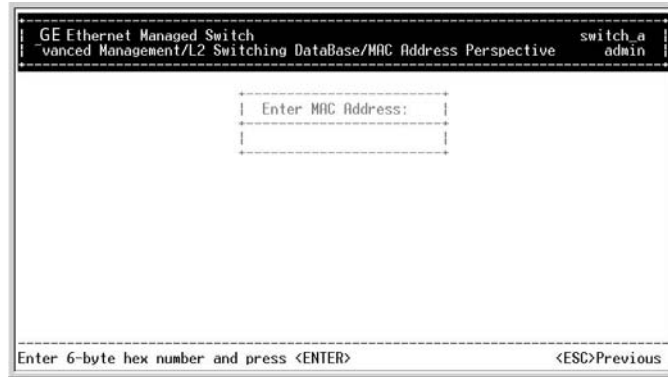 GE Ethernet Managed Switch switch_a
~vanced Management/L2 Switching DataBase/MAC Address Perspective admin
Enter MAC Address:
Enter 6-byte hex number and press <ENTER> <ESC>Previous